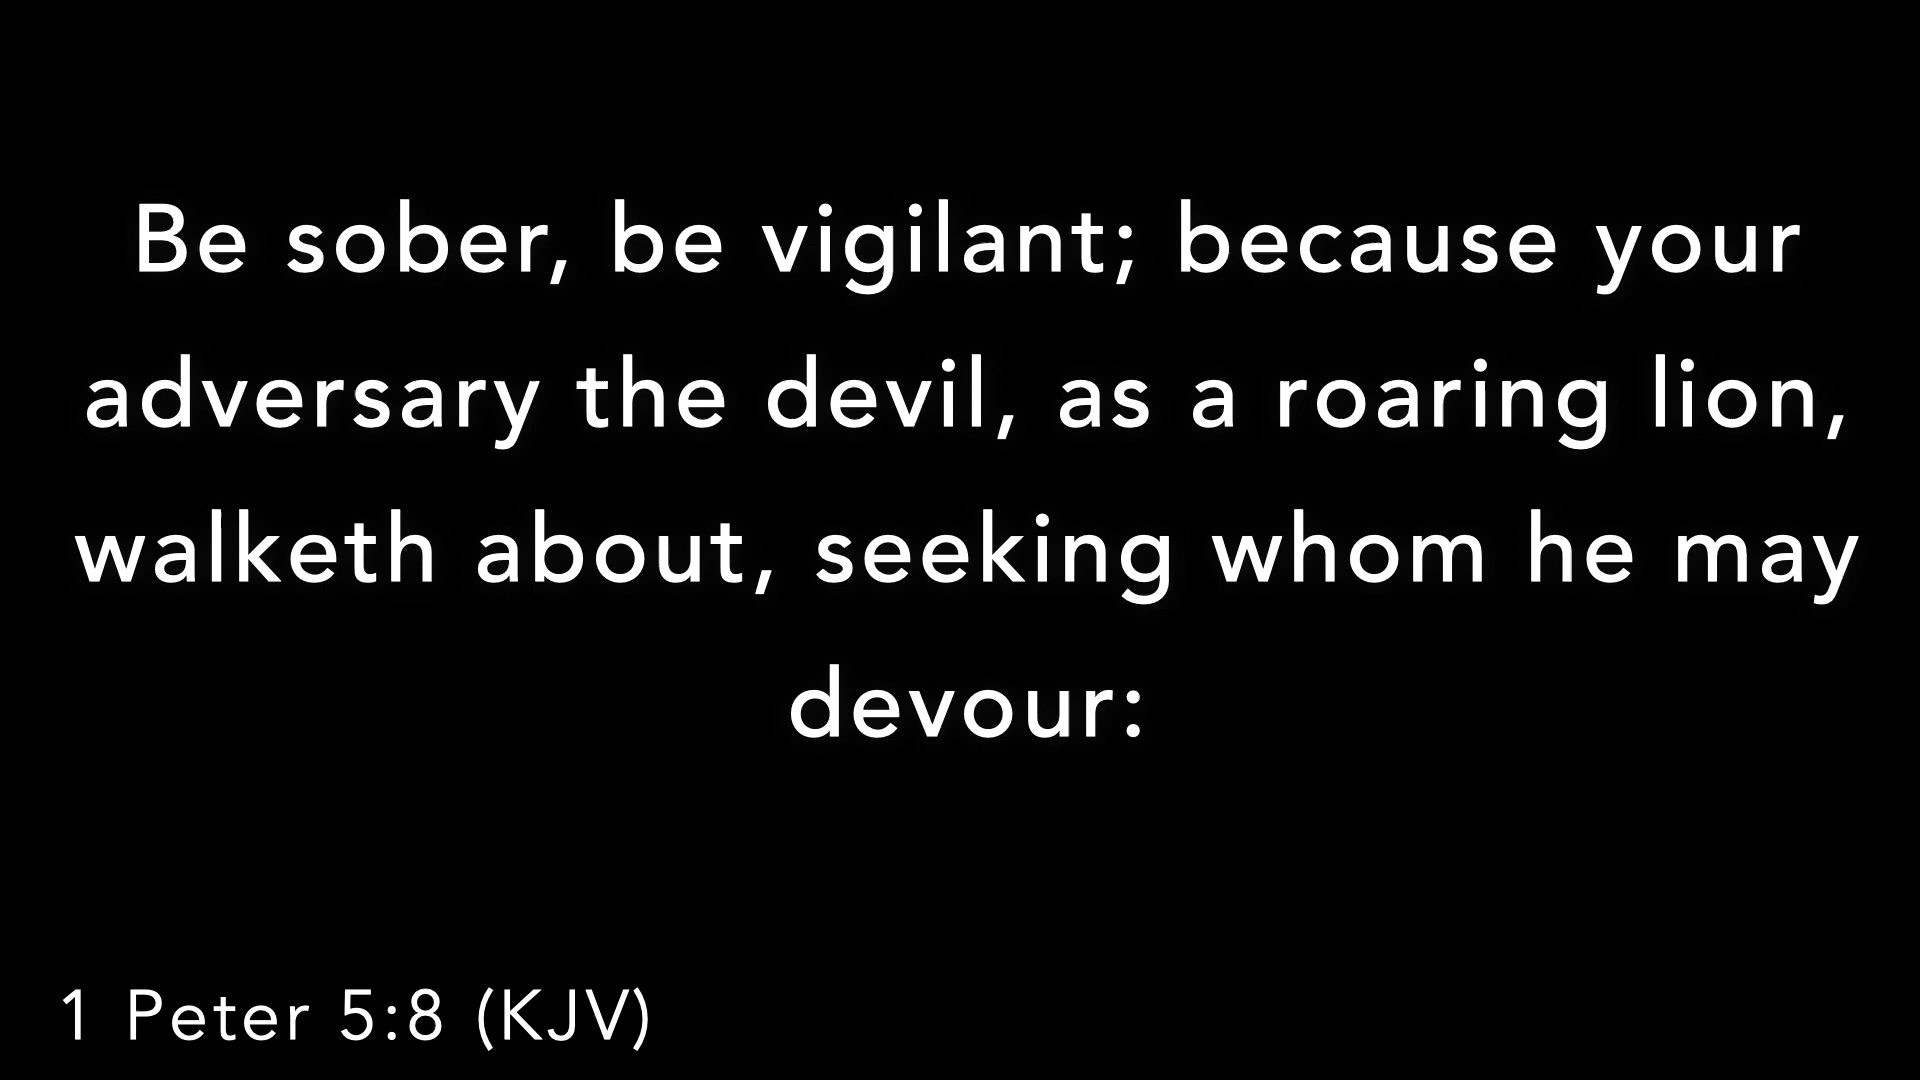 Be sober, be vigilant; because your
adversary the devil, as a roaring lion,
walketh about, seeking whom he may
devour:
1 Peter 5:8 (KJV)